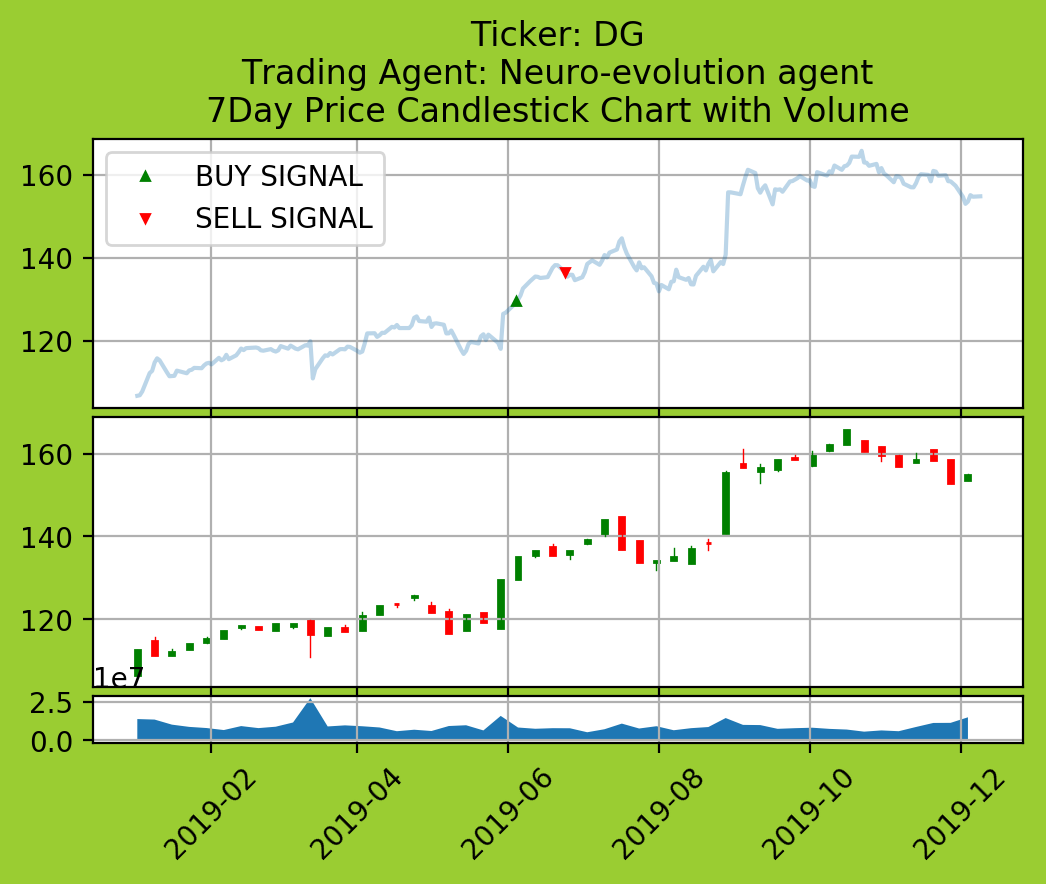 Ticker: DG
Trading Agent: Neuro-evolution agent
7Day Price Candlestick Chart with Volume
BUY SIGNAL
SELL SIGNAL
160
140
120
160
140
120
1e7
2.5
0.0
2019-02
2019-04
2019-06
2019-08
2019-10
2019-12